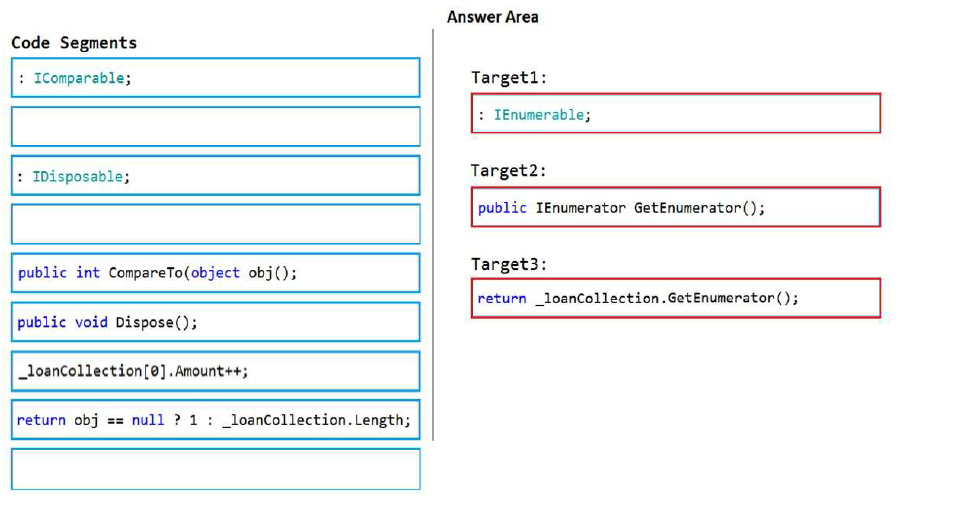 Answer Area
Code Segments
: IComparable;
: IDisposable;
public int CompareTo(object obj();
public void Dispose();
_loanCollection[0].Amount++;
return obj == null ? 1 : _loanCollection.Length;
Target1:
: IEnumerable;
Target2:
public IEnumerator GetEnumerator();
Target3:
return _loanCollection.GetEnumerator();